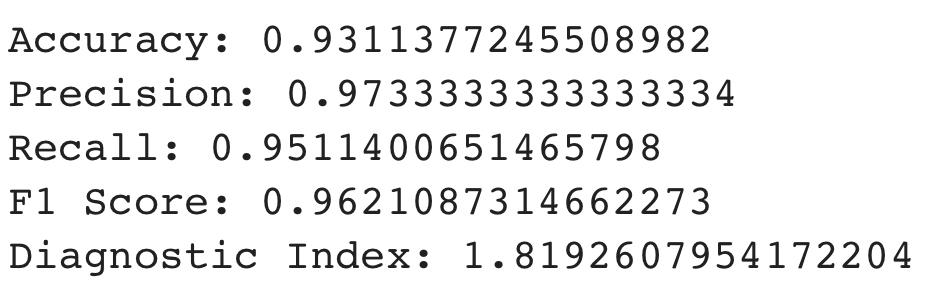 Accuracy: 0.9311377245508982
Precision: 0.9733333333333334
Recall: 0.9511400651465798
F1 Score: 0.9621087314662273
Diagnostic Index: 1.8192607954172204